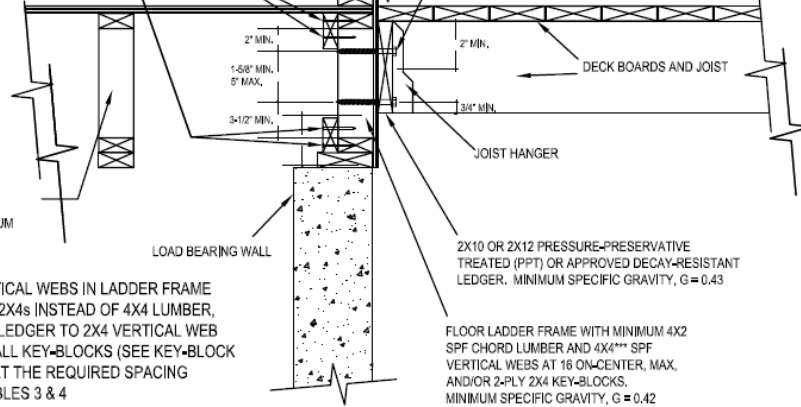 2" MIN.
1-5/8" MIN.
5" MAX.
3-1/2" MIN.
2" MIN.
DECK BOARDS AND JOIST
3/4" MIN.
JOIST HANGER
UM
LOAD BEARING WALL
2X10 OR 2X12 PRESSURE-PRESERVATIVE
TREATED (PPT) OR APPROVED DECAY-RESISTANT
LEDGER. MINIMUM SPECIFIC GRAVITY, G = 0.43
TICAL WEBS IN LADDER FRAME
2X4s INSTEAD OF 4X4 LUMBER,
LEDGER TO 2X4 VERTICAL WEB
ALL KEY-BLOCKS (SEE KEY-BLOCK
AT THE REQUIRED SPACING
BLES 3 & 4
FLOOR LADDER FRAME WITH MINIMUM 4X2
SPF CHORD LUMBER AND 4X4*** SPF
VERTICAL WEBS AT 16 ON-CENTER, MAX,
AND/OR 2-PLY 2X4 KEY-BLOCKS.
MINIMUM SPECIFIC GRAVITY, G = 0.42